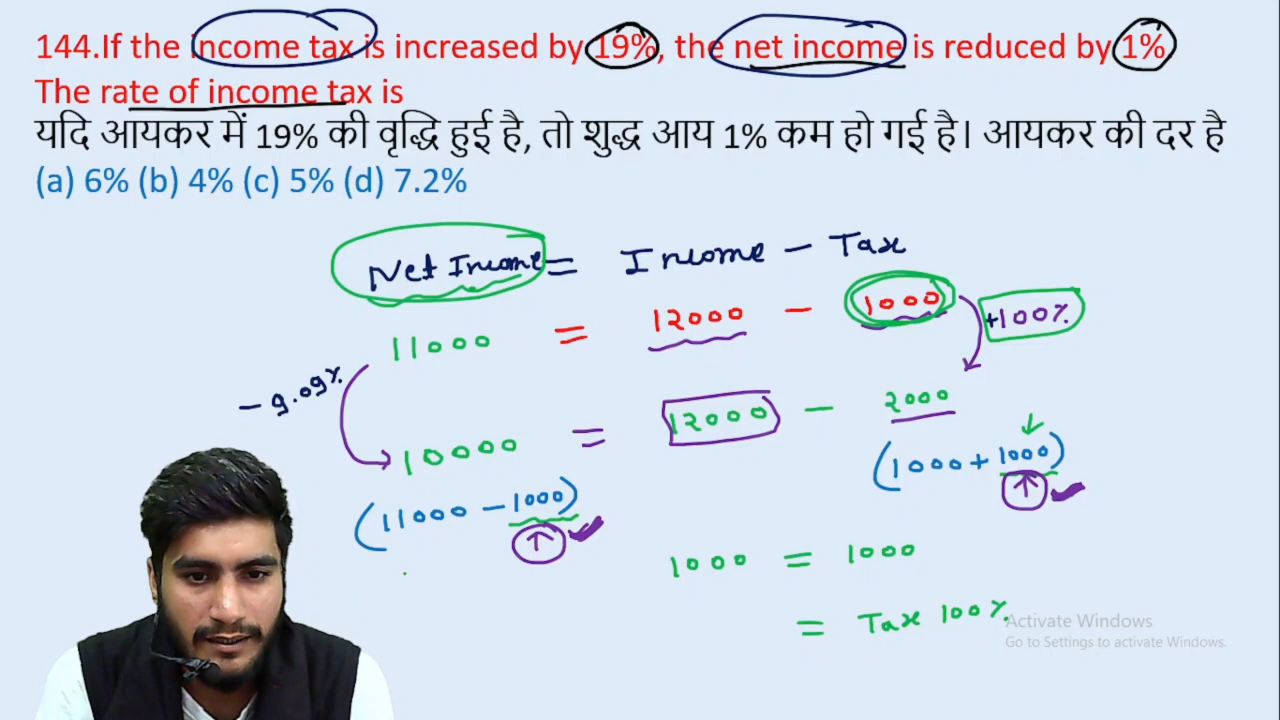 144.If the income tax is increased by 19%, the net income is reduced by 1%
The rate of income tax is
यदि आयकर में 19% की वृद्धि हुई है, तो शुद्ध आय 1% कम हो गई है। आयकर की दर है
(a) 6% (b) 4% (c) 5% (d) 7.2%
Net Income = Income - Tax
11000 = 12000 - 1000 +100%
-9.09%
10000 = 12000 - 2000
(11000 - 1000) (1000 + 1000)
1000 = 1000
= Tax 100%
Activate Windows
Go to Settings to activate Windows.